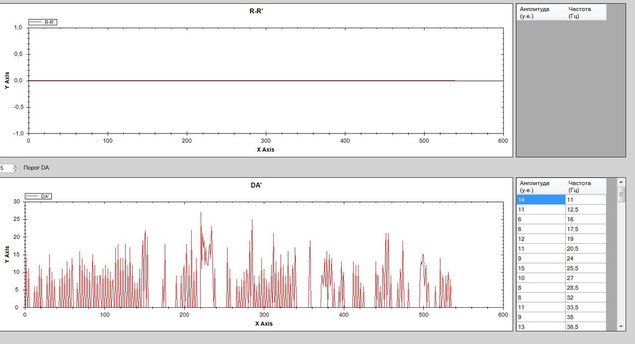 R-R'
R-R'
1,0
0,5
0,0
-0,5
-1,0
Y Axis
0 100 200 300 400 500 600
X Axis
Амплитуда (у.е.) Частота (Гц)
5 Порог DA
DA'
DA'
30
25
20
15
10
5
0
Y Axis
0 100 200 300 400 500 600
X Axis
Амплитуда (у.е.) Частота (Гц)
14 11
11 12,5
6 16
6 17,5
12 19
11 20,5
9 24
15 25,5
10 27
8 28,5
8 32
11 33,5
9 35
13 36,5